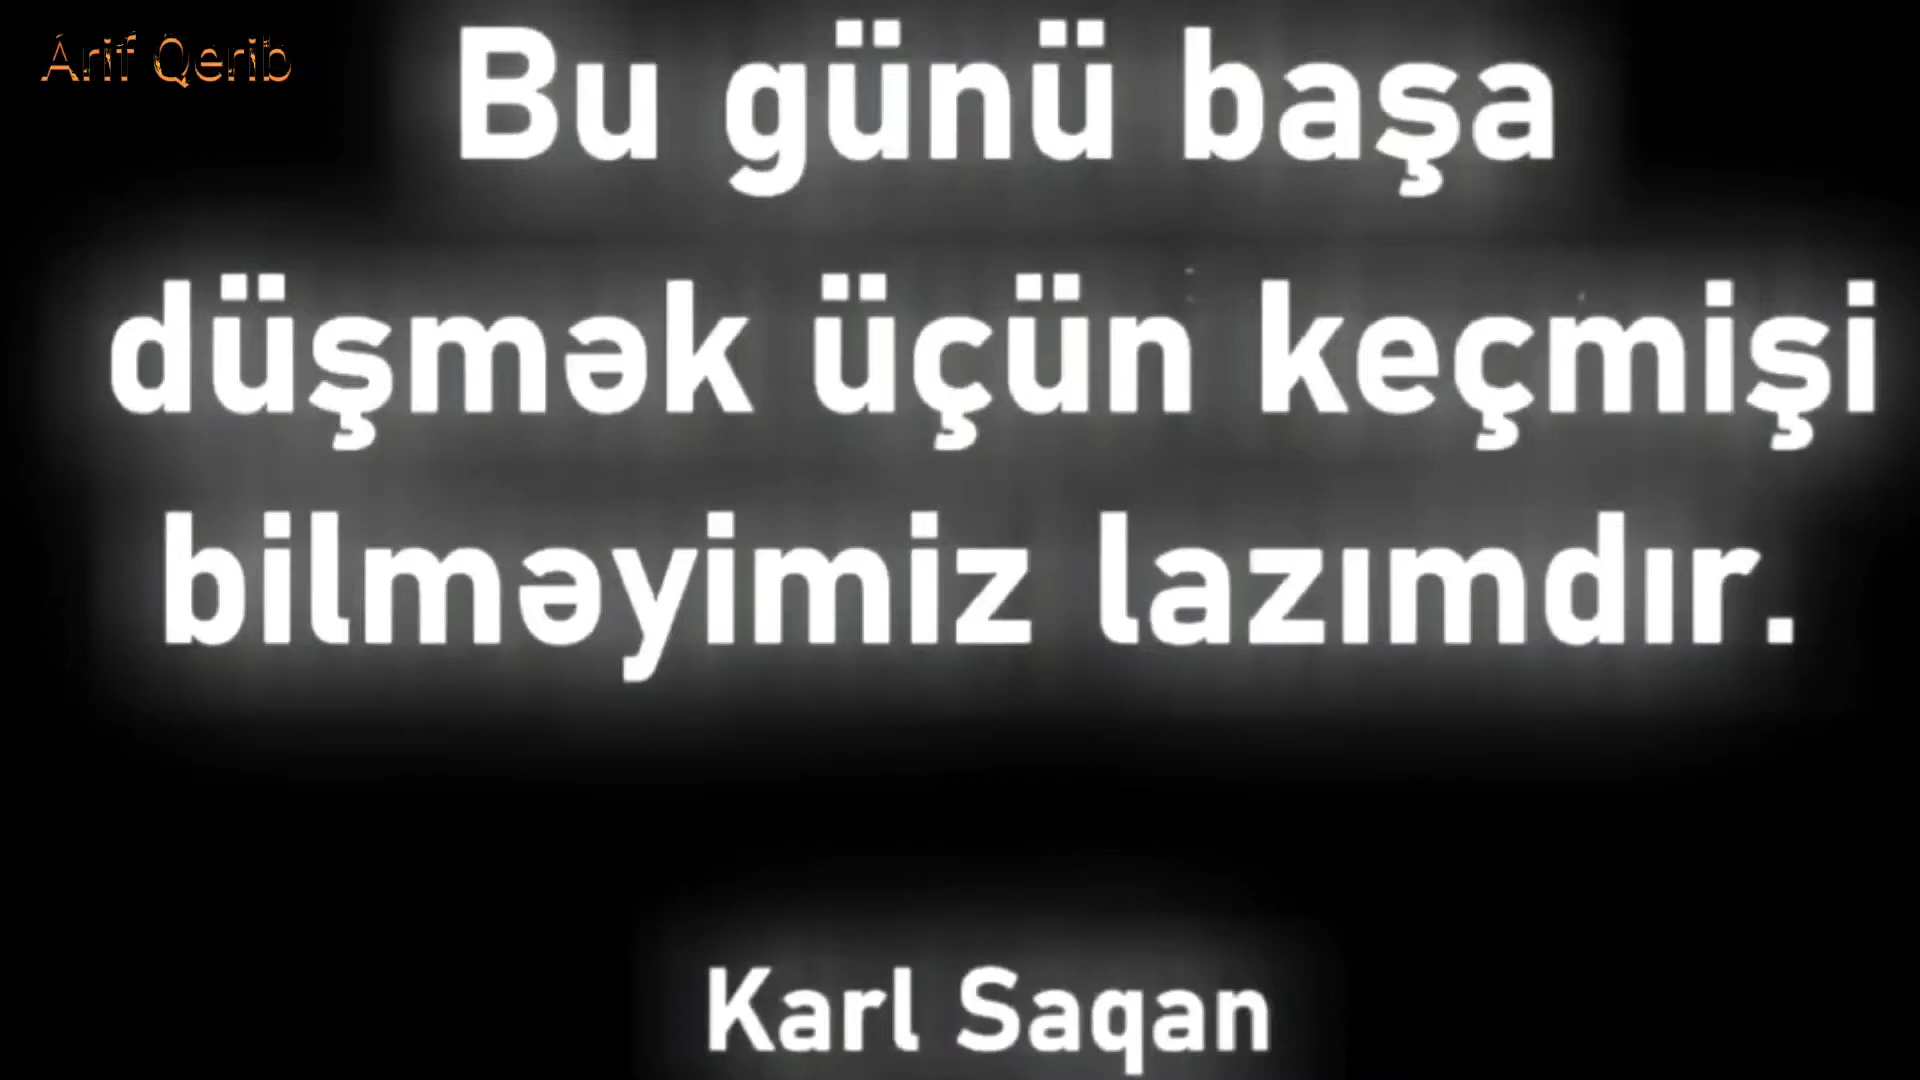 Arif Qerib
Bu günü başa
düşmək üçün keçmişi
bilməyimiz lazımdır.
Karl Saqan